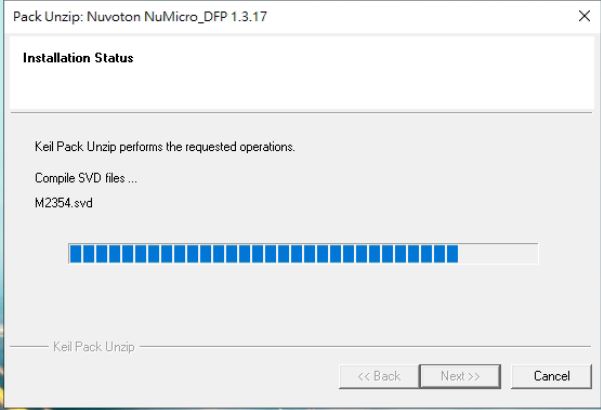 Pack Unzip: Nuvoton NuMicro_DFP 1.3.17
Installation Status
Keil Pack Unzip performs the requested operations.
Compile SVD files ...
M2354.svd
Keil Pack Unzip
<< Back Next >> Cancel